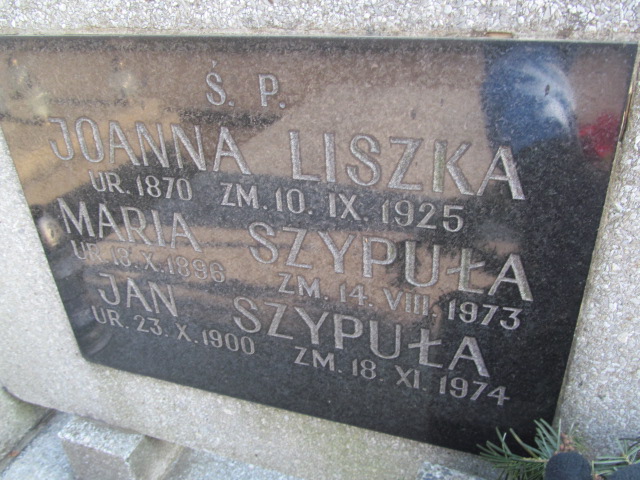 Ś. P.
JOANNA LISZKA
UR. 1870 ZM. 10. IX. 1925
MARIA SZYPUŁA
UR 13. X. 1896 ZM. 14. VIII. 1973
JAN SZYPUŁA
UR. 23. X. 1900 ZM. 18. XI. 1974